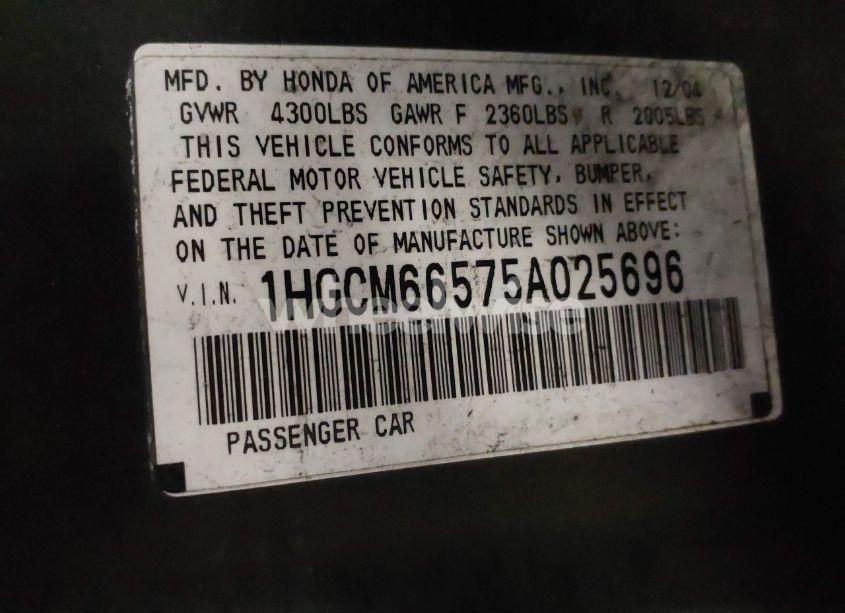 MFD. BY HONDA OF AMERICA MFG., INC. 12/04
GVWR 4300LBS GAWR F 2360LBS R 2005LBS
THIS VEHICLE CONFORMS TO ALL APPLICABLE
FEDERAL MOTOR VEHICLE SAFETY, BUMPER,
AND THEFT PREVENTION STANDARDS IN EFFECT
ON THE DATE OF MANUFACTURE SHOWN ABOVE:
V.I.N. 1HGCM66575A025696
PASSENGER CAR